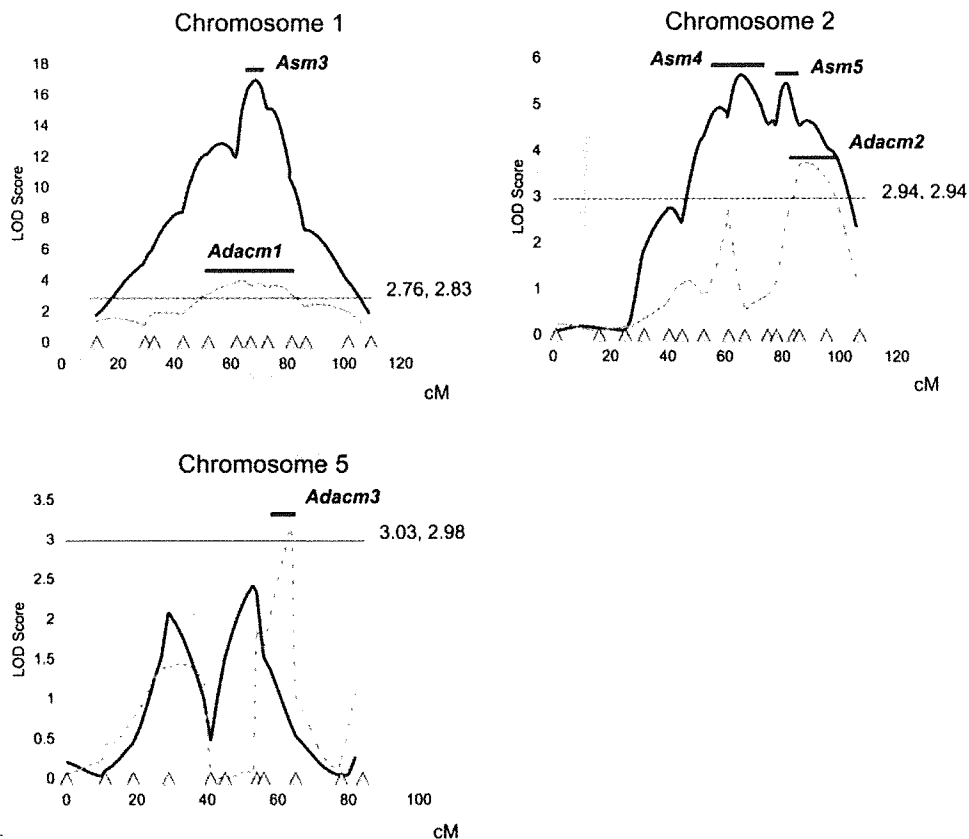 Chromosome 1
Asm3
18
16
14
12
10
8
6
4
2
0
LOD Score
Adacm1
2.76, 2.83
0 20 40 60 80 100 120
cM
Chromosome 2
Asm4
Asm5
Adacm2
6
5
4
3
2
1
0
LOD Score
2.94, 2.94
0 20 40 60 80 100 120
cM
Chromosome 5
Adacm3
3.5
3
2.5
2
1.5
1
0.5
0
LOD Score
3.03, 2.98
0 20 40 60 80 100
cM